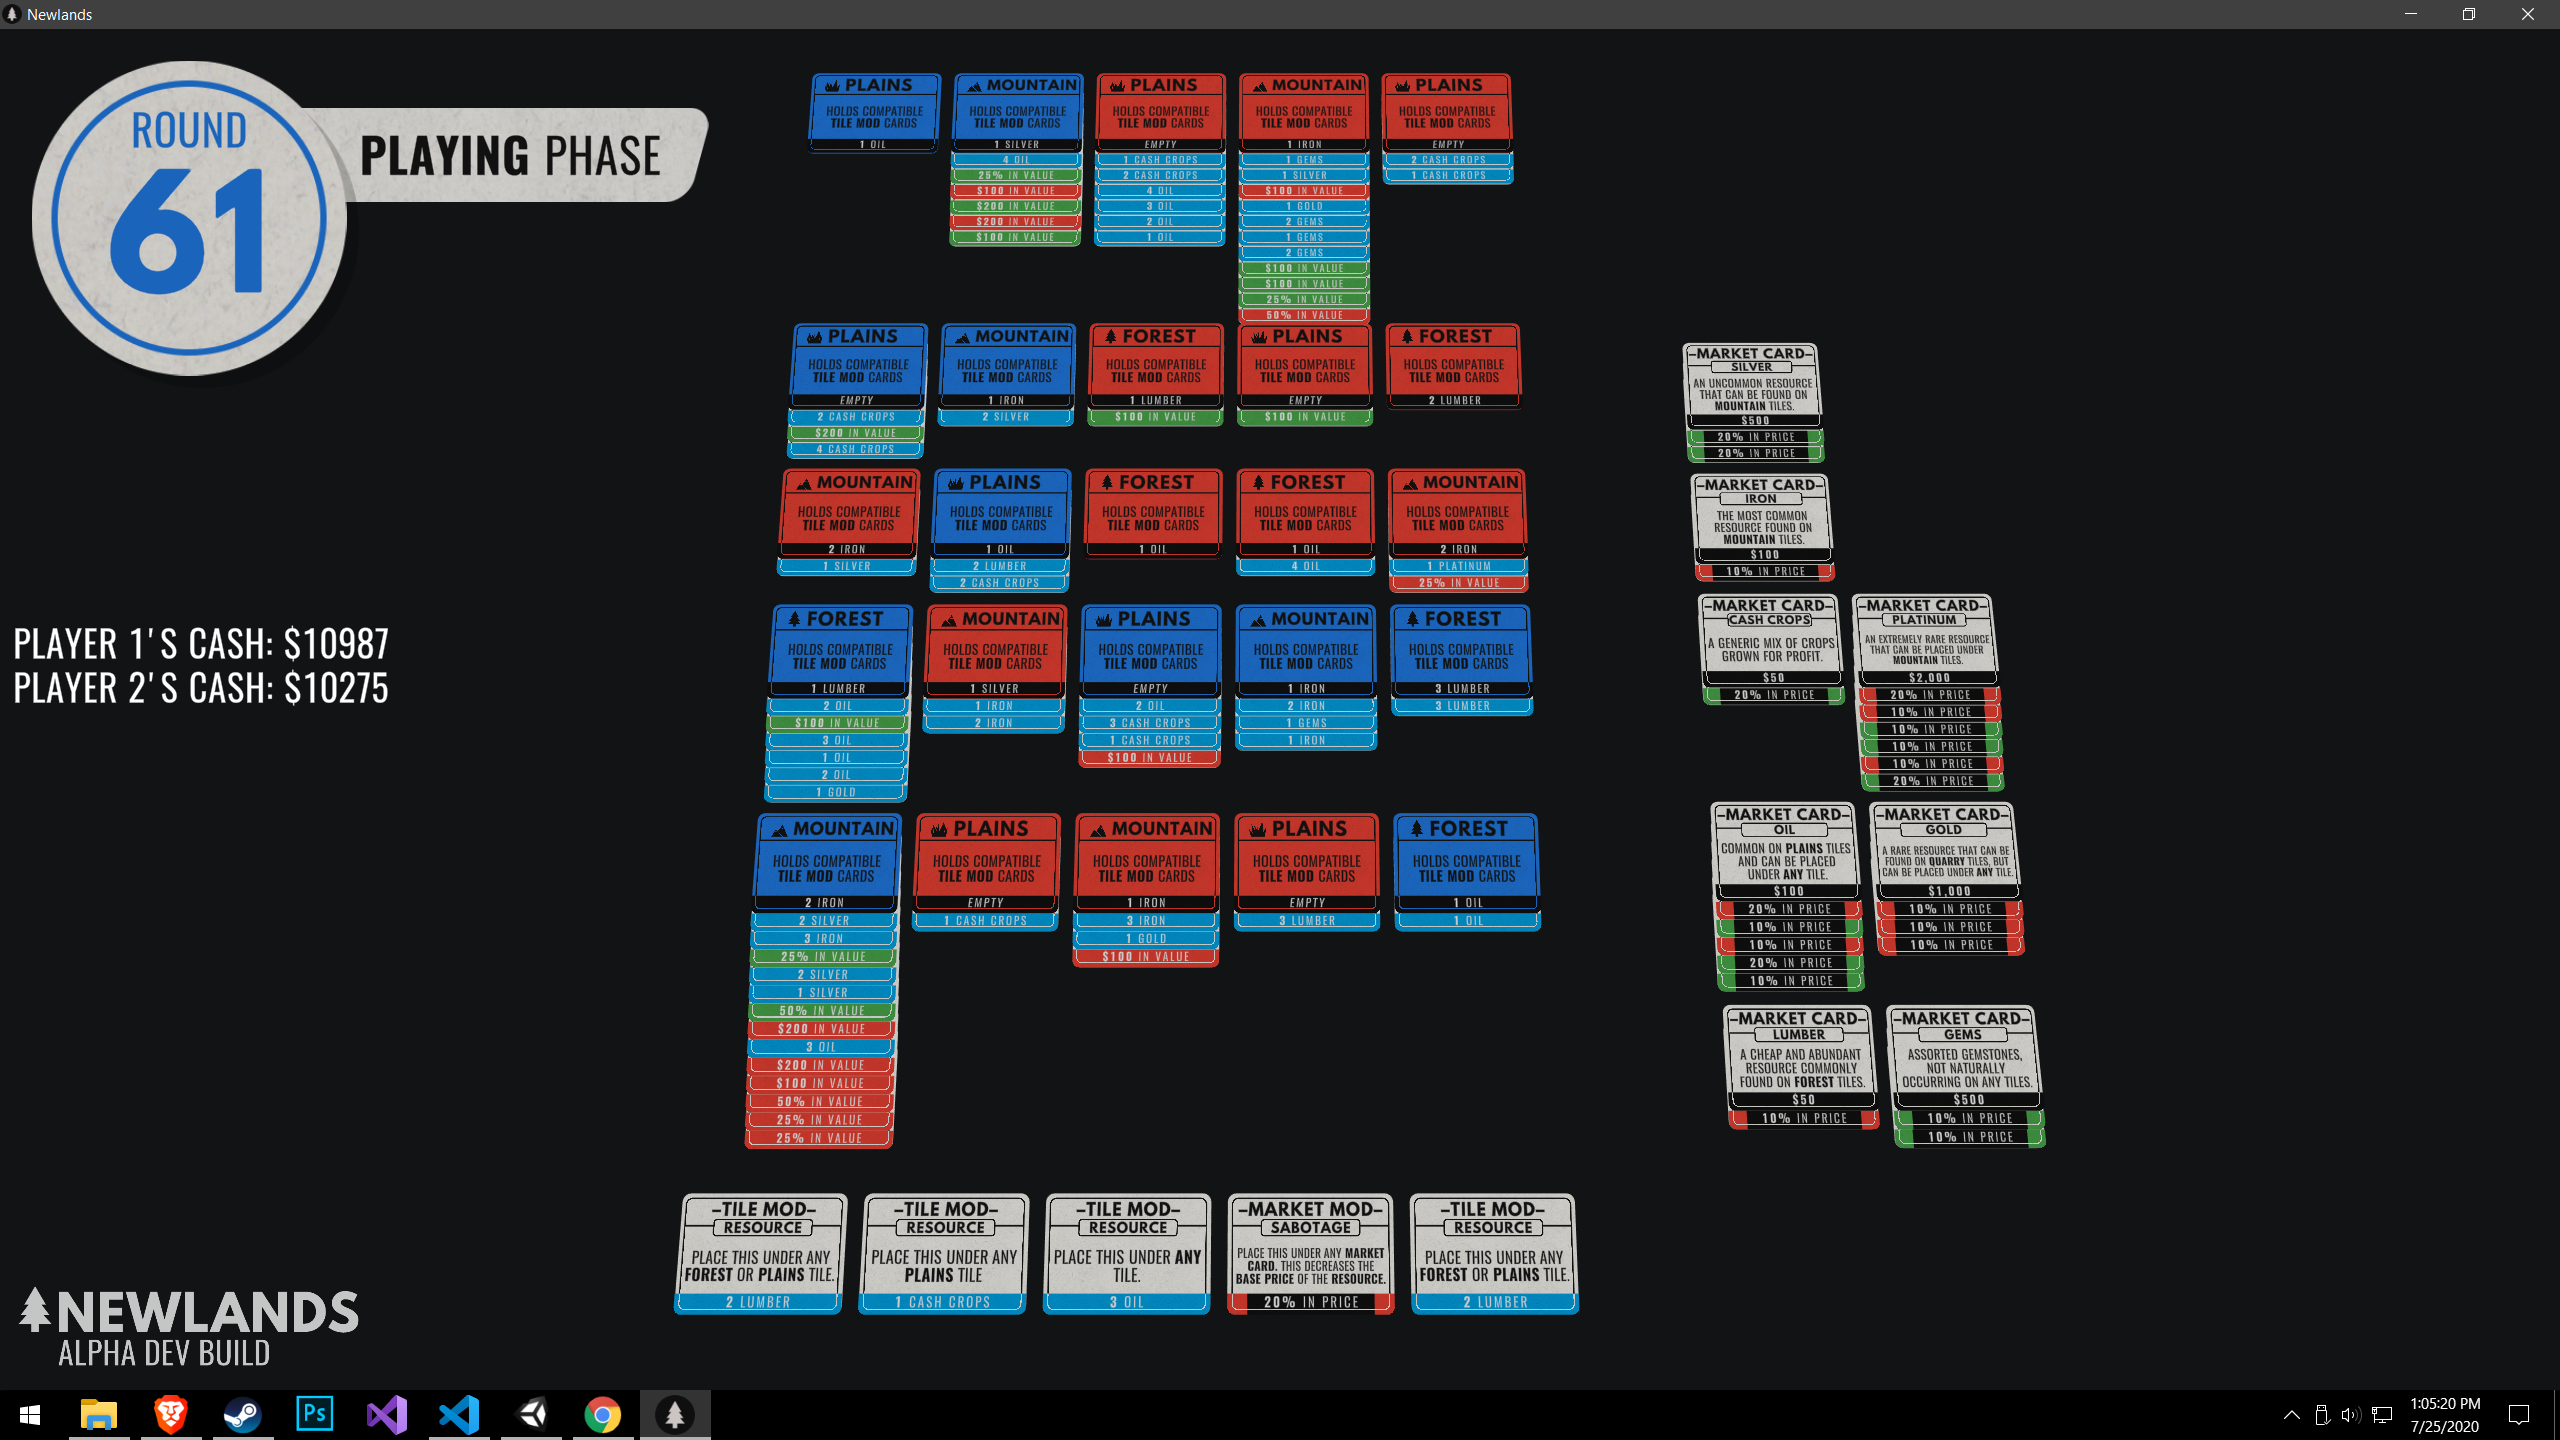 Newlands
ROUND
61
PLAYING PHASE
PLAINS
HOLDS COMPATIBLE
TILE MOD CARDS
1 OIL
MOUNTAIN
HOLDS COMPATIBLE
TILE MOD CARDS
1 SILVER
4 OIL
25% IN VALUE
$100 IN VALUE
$200 IN VALUE
$200 IN VALUE
$100 IN VALUE
PLAINS
HOLDS COMPATIBLE
TILE MOD CARDS
EMPTY
1 CASH CROPS
2 CASH CROPS
4 OIL
3 OIL
2 OIL
1 OIL
MOUNTAIN
HOLDS COMPATIBLE
TILE MOD CARDS
1 IRON
1 GEMS
1 SILVER
$100 IN VALUE
1 GOLD
2 GEMS
1 GEMS
2 GEMS
$100 IN VALUE
$100 IN VALUE
25% IN VALUE
50% IN VALUE
PLAINS
HOLDS COMPATIBLE
TILE MOD CARDS
EMPTY
2 CASH CROPS
1 CASH CROPS
PLAINS
HOLDS COMPATIBLE
TILE MOD CARDS
EMPTY
2 CASH CROPS
$200 IN VALUE
4 CASH CROPS
MOUNTAIN
HOLDS COMPATIBLE
TILE MOD CARDS
1 IRON
2 SILVER
FOREST
HOLDS COMPATIBLE
TILE MOD CARDS
1 LUMBER
$100 IN VALUE
PLAINS
HOLDS COMPATIBLE
TILE MOD CARDS
EMPTY
$100 IN VALUE
FOREST
HOLDS COMPATIBLE
TILE MOD CARDS
2 LUMBER
MOUNTAIN
HOLDS COMPATIBLE
TILE MOD CARDS
2 IRON
1 SILVER
PLAINS
HOLDS COMPATIBLE
TILE MOD CARDS
1 OIL
2 LUMBER
2 CASH CROPS
FOREST
HOLDS COMPATIBLE
TILE MOD CARDS
1 OIL
FOREST
HOLDS COMPATIBLE
TILE MOD CARDS
1 OIL
4 OIL
MOUNTAIN
HOLDS COMPATIBLE
TILE MOD CARDS
2 IRON
1 PLATINUM
25% IN VALUE
FOREST
HOLDS COMPATIBLE
TILE MOD CARDS
1 LUMBER
2 OIL
$100 IN VALUE
3 OIL
1 OIL
2 OIL
1 GOLD
MOUNTAIN
HOLDS COMPATIBLE
TILE MOD CARDS
1 SILVER
1 IRON
2 IRON
PLAINS
HOLDS COMPATIBLE
TILE MOD CARDS
EMPTY
2 OIL
3 CASH CROPS
1 CASH CROPS
$100 IN VALUE
MOUNTAIN
HOLDS COMPATIBLE
TILE MOD CARDS
1 IRON
2 IRON
1 GEMS
1 IRON
FOREST
HOLDS COMPATIBLE
TILE MOD CARDS
3 LUMBER
3 LUMBER
MOUNTAIN
HOLDS COMPATIBLE
TILE MOD CARDS
2 IRON
2 SILVER
3 IRON
25% IN VALUE
2 SILVER
1 SILVER
50% IN VALUE
$200 IN VALUE
3 OIL
$200 IN VALUE
$100 IN VALUE
50% IN VALUE
25% IN VALUE
25% IN VALUE
PLAINS
HOLDS COMPATIBLE
TILE MOD CARDS
EMPTY
1 CASH CROPS
MOUNTAIN
HOLDS COMPATIBLE
TILE MOD CARDS
1 IRON
3 IRON
1 GOLD
$100 IN VALUE
PLAINS
HOLDS COMPATIBLE
TILE MOD CARDS
EMPTY
3 LUMBER
FOREST
HOLDS COMPATIBLE
TILE MOD CARDS
1 OIL
1 OIL
-MARKET CARD-
SILVER
AN UNCOMMON RESOURCE
THAT CAN BE FOUND ON
MOUNTAIN TILES.
$500
20% IN PRICE
20% IN PRICE
-MARKET CARD-
IRON
THE MOST COMMON
RESOURCE FOUND ON
MOUNTAIN TILES.
$100
10% IN PRICE
-MARKET CARD-
CASH CROPS
A GENERIC MIX OF CROPS
GROWN FOR PROFIT.
$50
20% IN PRICE
-MARKET CARD-
PLATINUM
AN EXTREMELY RARE RESOURCE
THAT CAN BE PLACED UNDER
MOUNTAIN TILES.
$2,000
20% IN PRICE
10% IN PRICE
10% IN PRICE
10% IN PRICE
10% IN PRICE
20% IN PRICE
-MARKET CARD-
OIL
COMMON ON PLAINS TILES
AND CAN BE PLACED
UNDER ANY TILE.
$100
20% IN PRICE
10% IN PRICE
10% IN PRICE
20% IN PRICE
10% IN PRICE
-MARKET CARD-
GOLD
A RARE RESOURCE THAT CAN BE
FOUND ON QUARRY TILES, BUT
CAN BE PLACED UNDER ANY TILE.
$1,000
10% IN PRICE
10% IN PRICE
10% IN PRICE
-MARKET CARD-
LUMBER
A CHEAP AND ABUNDANT
RESOURCE COMMONLY
FOUND ON FOREST TILES.
$50
10% IN PRICE
-MARKET CARD-
GEMS
ASSORTED GEMSTONES,
NOT NATURALLY
OCCURRING ON ANY TILES.
$500
10% IN PRICE
10% IN PRICE
PLAYER 1'S CASH: $10987
PLAYER 2'S CASH: $10275
-TILE MOD-
RESOURCE
PLACE THIS UNDER ANY
FOREST OR PLAINS TILE.
2 LUMBER
-TILE MOD-
RESOURCE
PLACE THIS UNDER ANY
PLAINS TILE
1 CASH CROPS
-TILE MOD-
RESOURCE
PLACE THIS UNDER ANY
TILE.
3 OIL
-MARKET MOD-
SABOTAGE
PLACE THIS UNDER ANY MARKET
CARD. THIS DECREASES THE
BASE PRICE OF THE RESOURCE.
20% IN PRICE
-TILE MOD-
RESOURCE
PLACE THIS UNDER ANY
FOREST OR PLAINS TILE.
2 LUMBER
NEWLANDS
ALPHA DEV BUILD
Ps
1:05:20 PM
7/25/2020